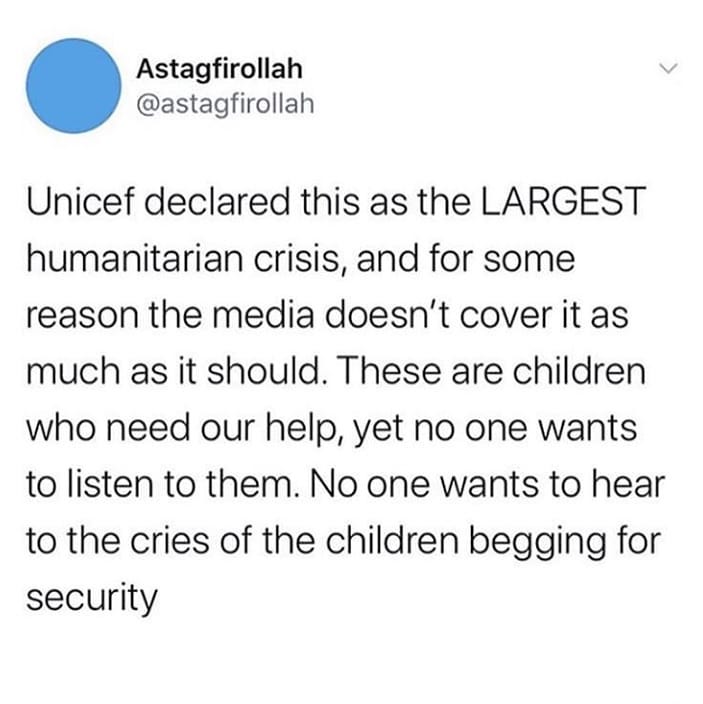 Astagfirollah
@astagfirollah
Unicef declared this as the LARGEST
humanitarian crisis, and for some
reason the media doesn't cover it as
much as it should. These are children
who need our help, yet no one wants
to listen to them. No one wants to hear
to the cries of the children begging for
security